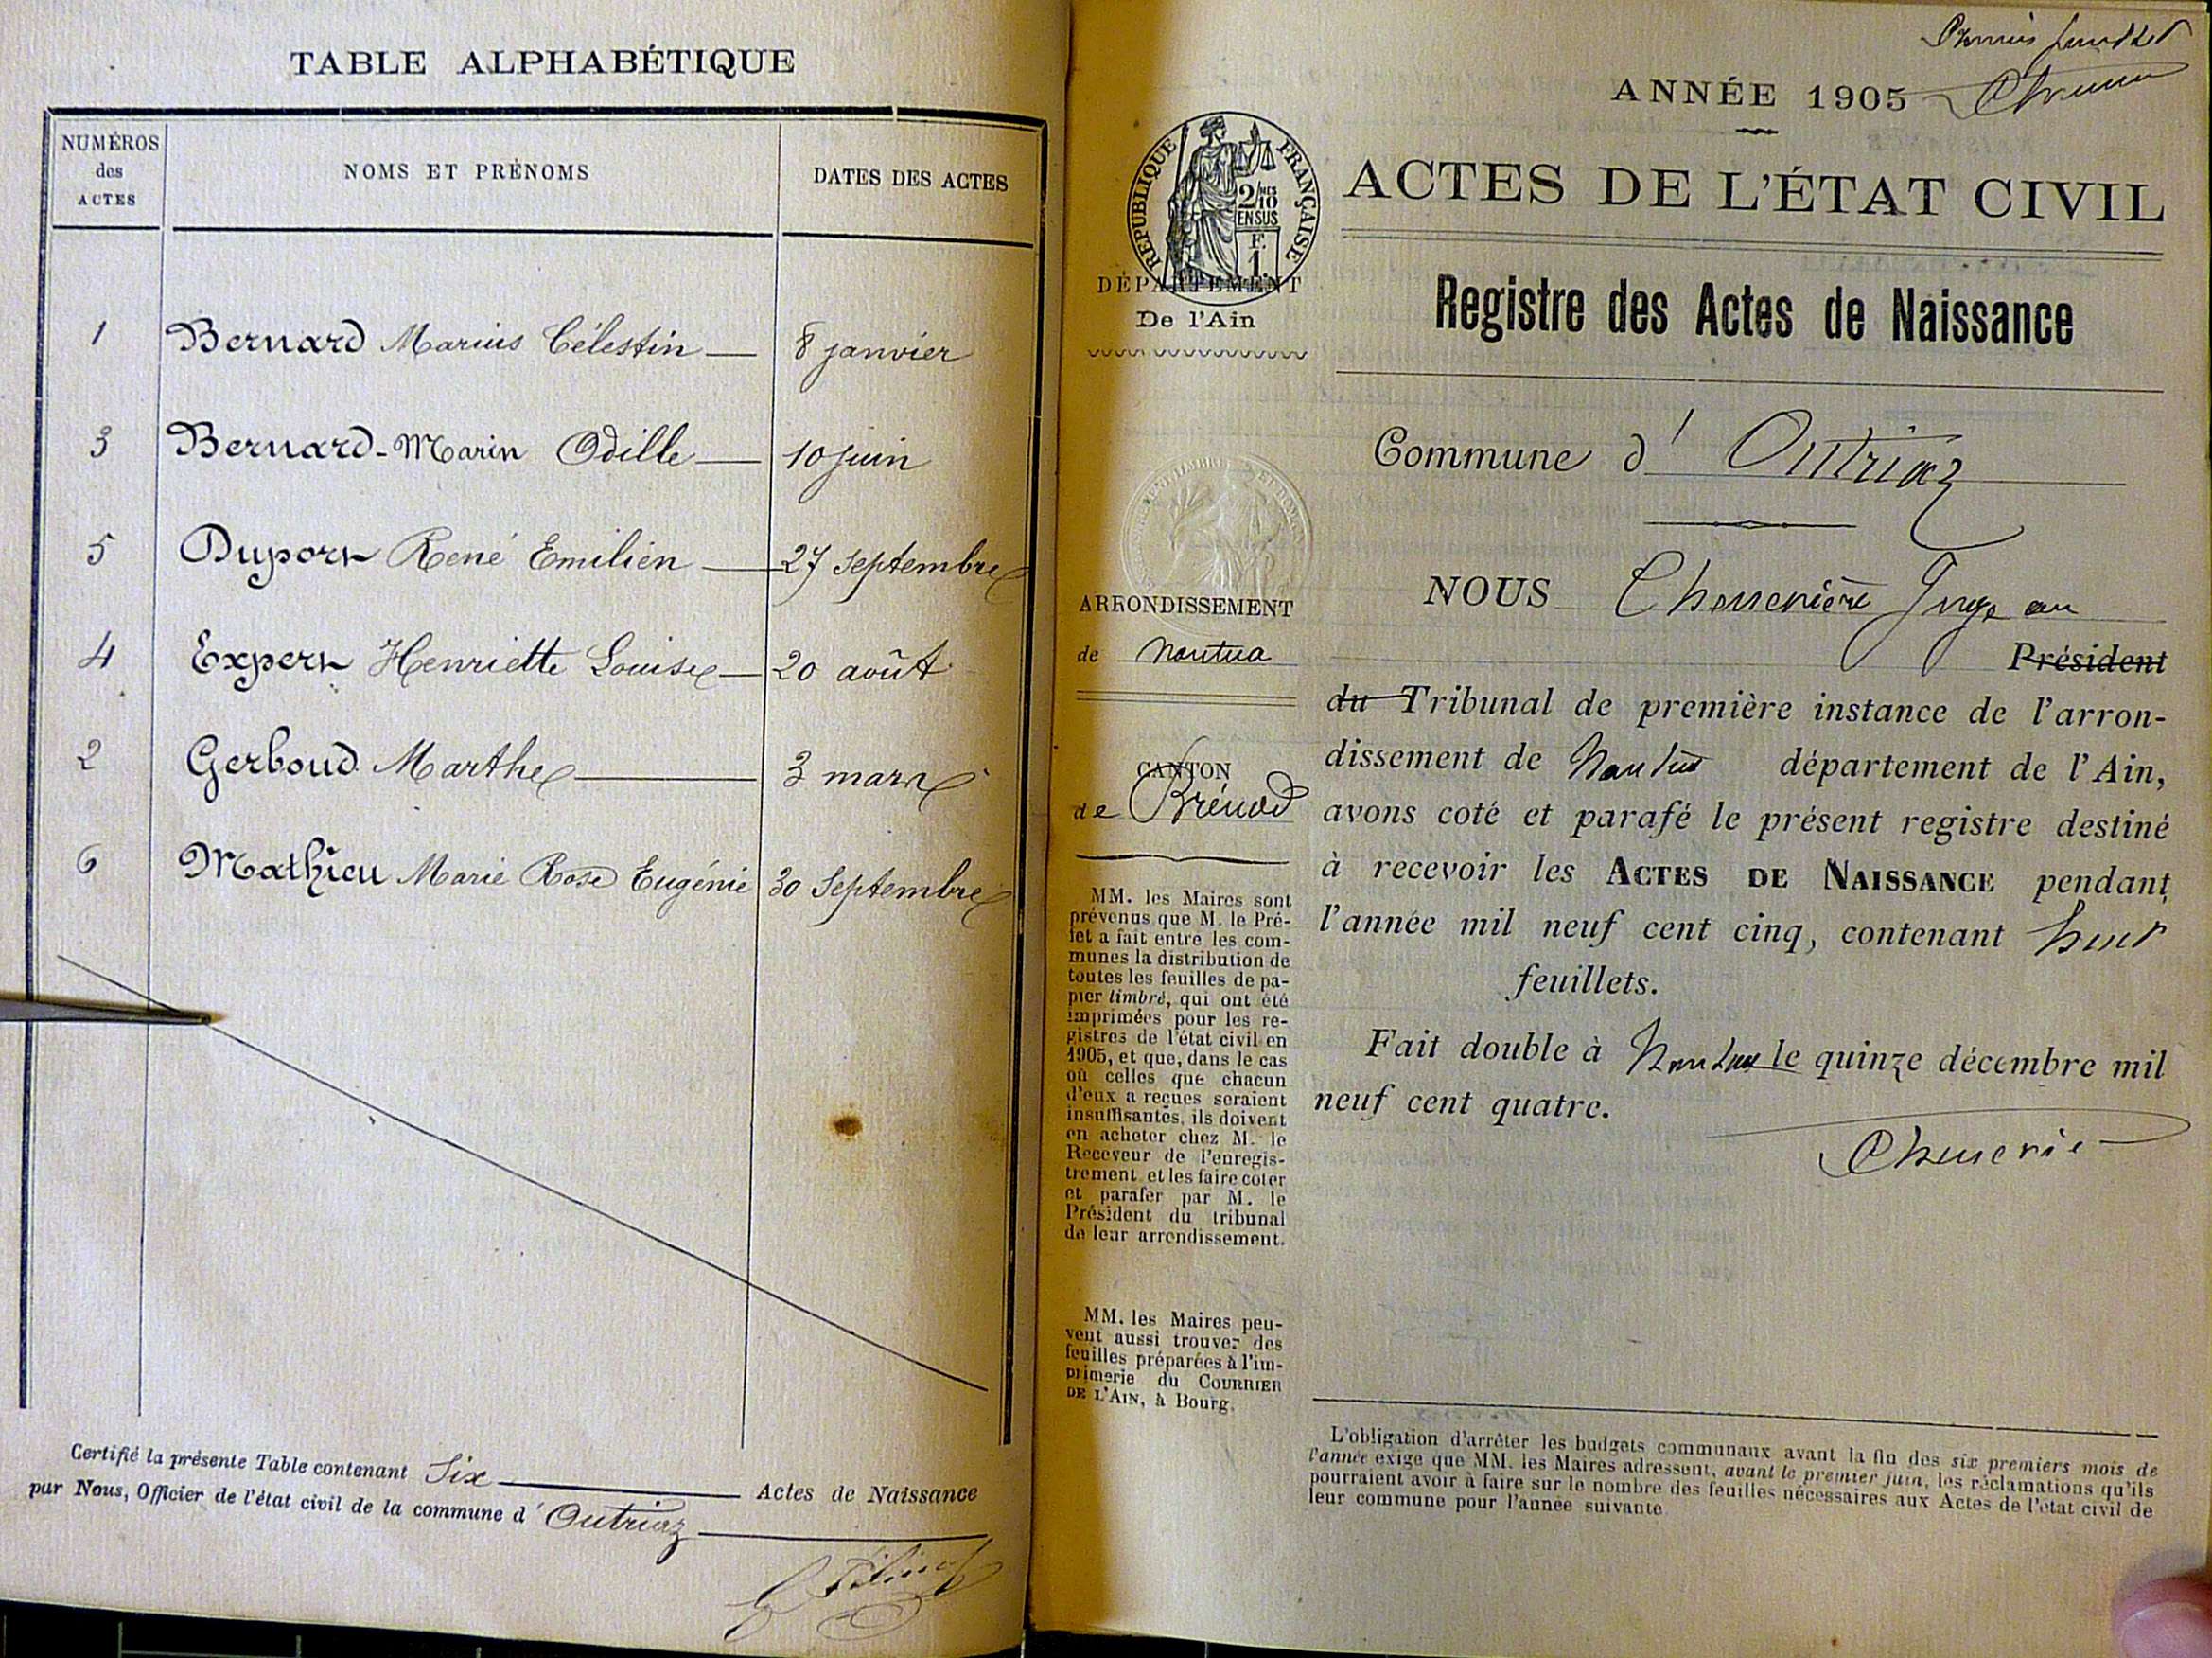 TABLE ALPHABÉTIQUE
NUMÉROS
des
ACTES
NOMS ET PRÉNOMS
DATES DES ACTES
1 Bernard Marius Célestin 8 janvier
3 Bernard-Marin Odille 10 juin
5 Duport René Emilien 27 septembre
4 Expert Henriette Louise 20 août
2 Gerboud Marthe 3 mars
6 Mathieu Marie Rose Eugénie 30 Septembre
Certifié la présente Table contenant Six Actes de Naissance
par Nous, Officier de l'état civil de la commune d'Outriaz
ANNÉE 1905
RÉPUBLIQUE FRANÇAISE
2/10
EN SUS
F.
1.
DÉPARTEMENT
De l'Ain
ARRONDISSEMENT
de Nantua
CANTON
de Brénod
MM. les Maires sont
prévenus que M. le Pré-
fet a fait entre les com-
munes la distribution de
toutes les feuilles de pa-
pier timbré, qui ont été
imprimées pour les re-
gistres de l'état civil en
1905, et que, dans le cas
où celles que chacun
d'eux a reçues seraient
insuffisantes, ils doivent
en acheter chez M. le
Receveur de l'enregis-
trement et les faire coter
et parafer par M. le
Président du tribunal
de leur arrondissement.
MM. les Maires peu-
vent aussi trouver des
feuilles préparées à l'im-
primerie du COURRIER
DE L'AIN, à Bourg.
ACTES DE L'ÉTAT CIVIL
Registre des Actes de Naissance
Commune d'Outriaz
NOUS Juge au
Président
du Tribunal de première instance de l'arron-
dissement de Nantua département de l'Ain,
avons coté et parafé le présent registre destiné
à recevoir les ACTES DE NAISSANCE pendant
l'année mil neuf cent cinq, contenant huit
feuillets.
Fait double à Nantua le quinze décembre mil
neuf cent quatre.
L'obligation d'arrêter les budgets communaux avant la fin des six premiers mois de
l'année exige que MM. les Maires adressent, avant le premier juin, les réclamations qu'ils
pourraient avoir à faire sur le nombre des feuilles nécessaires aux Actes de l'état civil de
leur commune pour l'année suivante